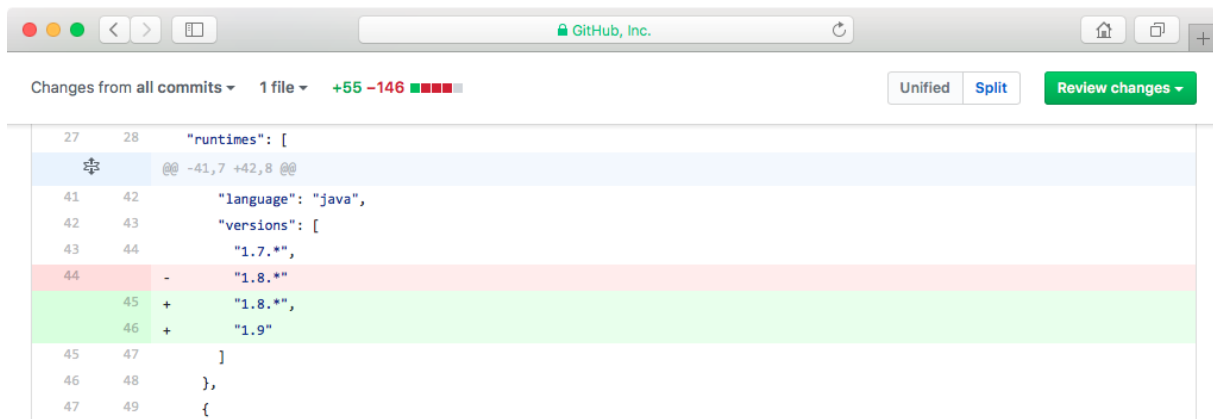 GitHub, Inc.
Changes from all commits 1 file +55 −146 Unified Split Review changes
27 28 "runtimes": [
@@ -41,7 +42,8 @@
41 42 "language": "java",
42 43 "versions": [
43 44 "1.7.*",
44 - "1.8.*"
45 + "1.8.*",
46 + "1.9"
45 47 ]
46 48 },
47 49 {